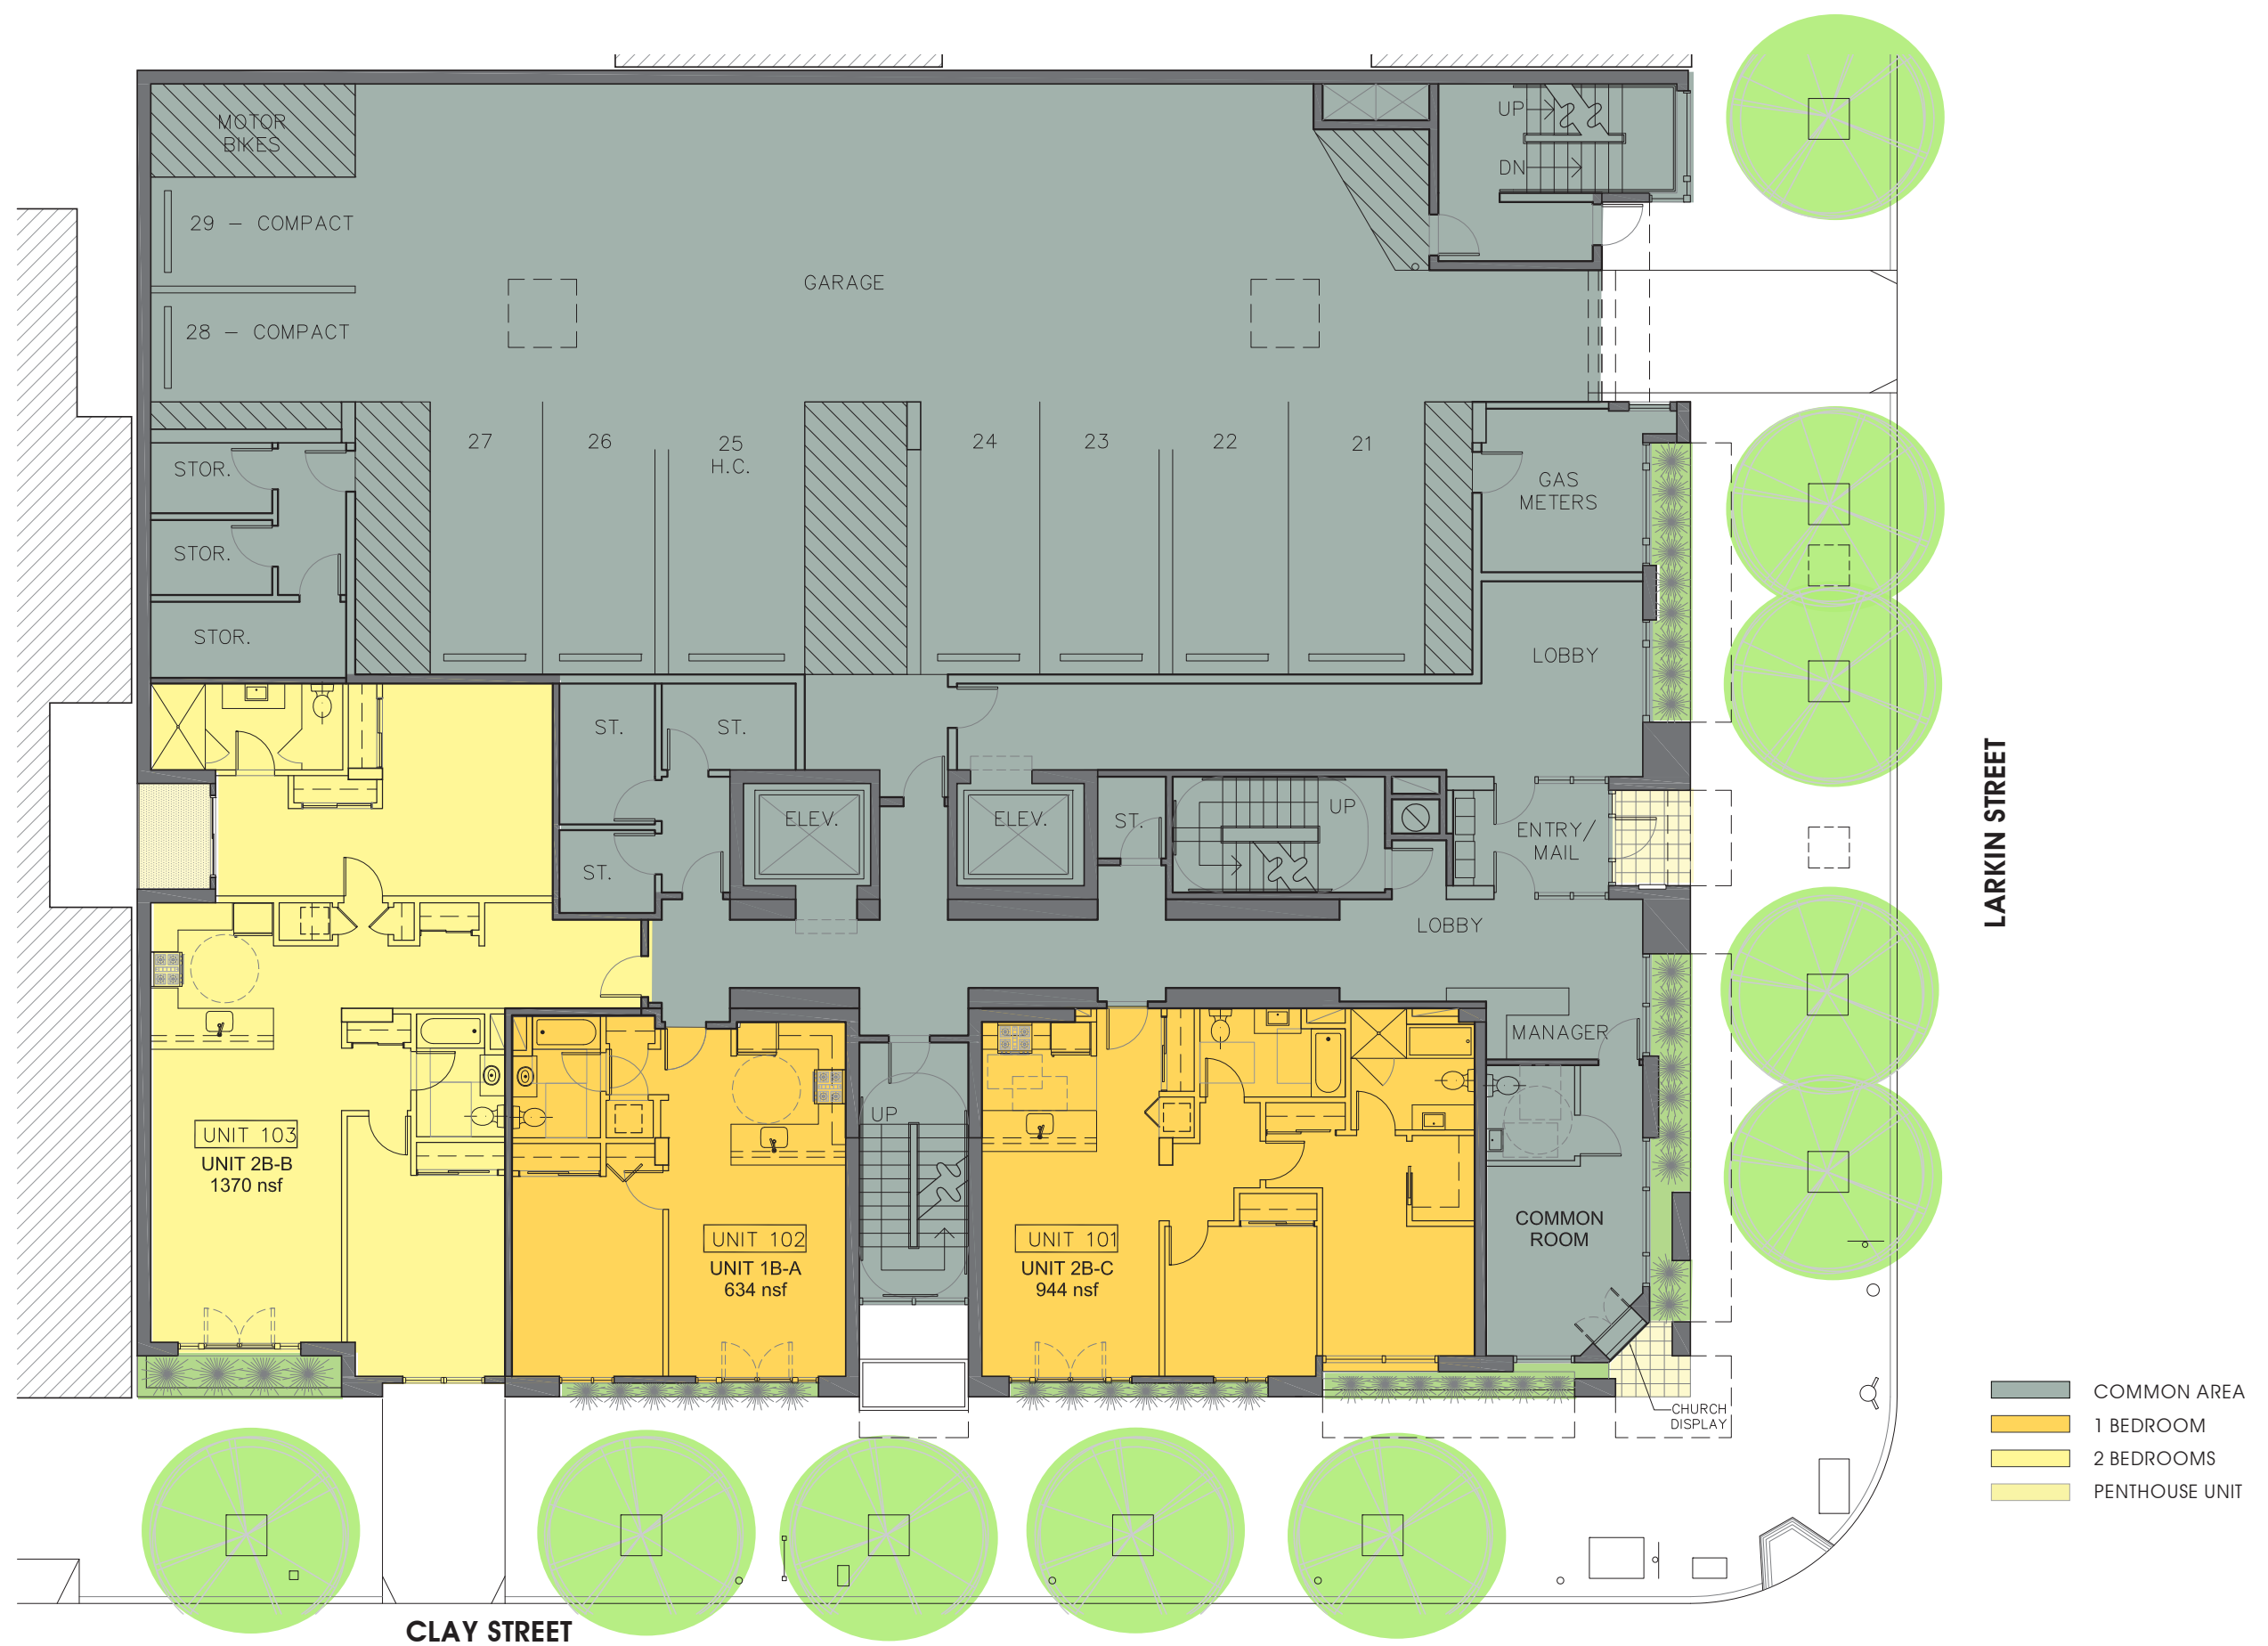 MOTOR
BIKES
UP
DN
29 – COMPACT
GARAGE
28 – COMPACT
27
26
25
H.C.
24
23
22
21
STOR.
STOR.
STOR.
GAS
METERS
LOBBY
ST.
ST.
ELEV.
ELEV.
ST.
UP
ENTRY/
MAIL
ST.
LOBBY
MANAGER
UP
UNIT 103
UNIT 2B-B
1370 nsf
UNIT 102
UNIT 1B-A
634 nsf
UNIT 101
UNIT 2B-C
944 nsf
COMMON
ROOM
CHURCH
DISPLAY
LARKIN STREET
CLAY STREET
COMMON AREA
1 BEDROOM
2 BEDROOMS
PENTHOUSE UNIT